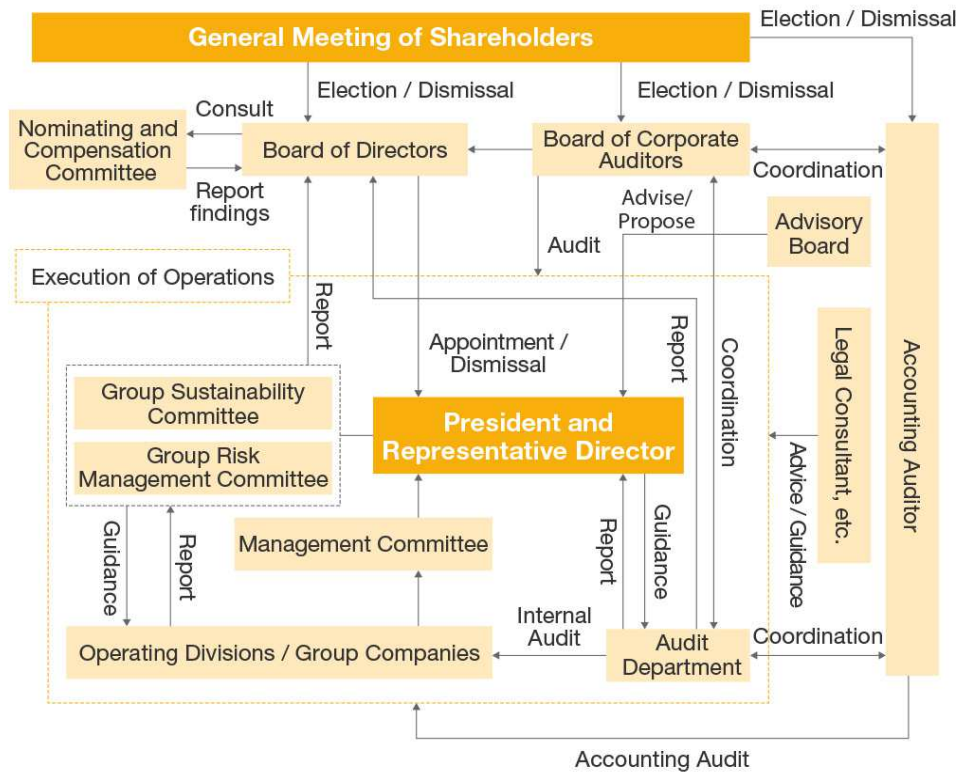 General Meeting of Shareholders
Election / Dismissal
Election / Dismissal
Election / Dismissal
Consult
Nominating and
Compensation
Committee
Board of Directors
Board of Corporate
Auditors
Coordination
Report
findings
Advise/
Propose
Advisory
Board
Audit
Execution of Operations
Report
Appointment /
Dismissal
Report
Coordination
Legal Consultant, etc.
Accounting Auditor
Group Sustainability
Committee
President and
Representative Director
Group Risk
Management Committee
Advice / Guidance
Guidance
Report
Management Committee
Report
Guidance
Internal
Audit
Operating Divisions / Group Companies
Audit
Department
Coordination
Accounting Audit